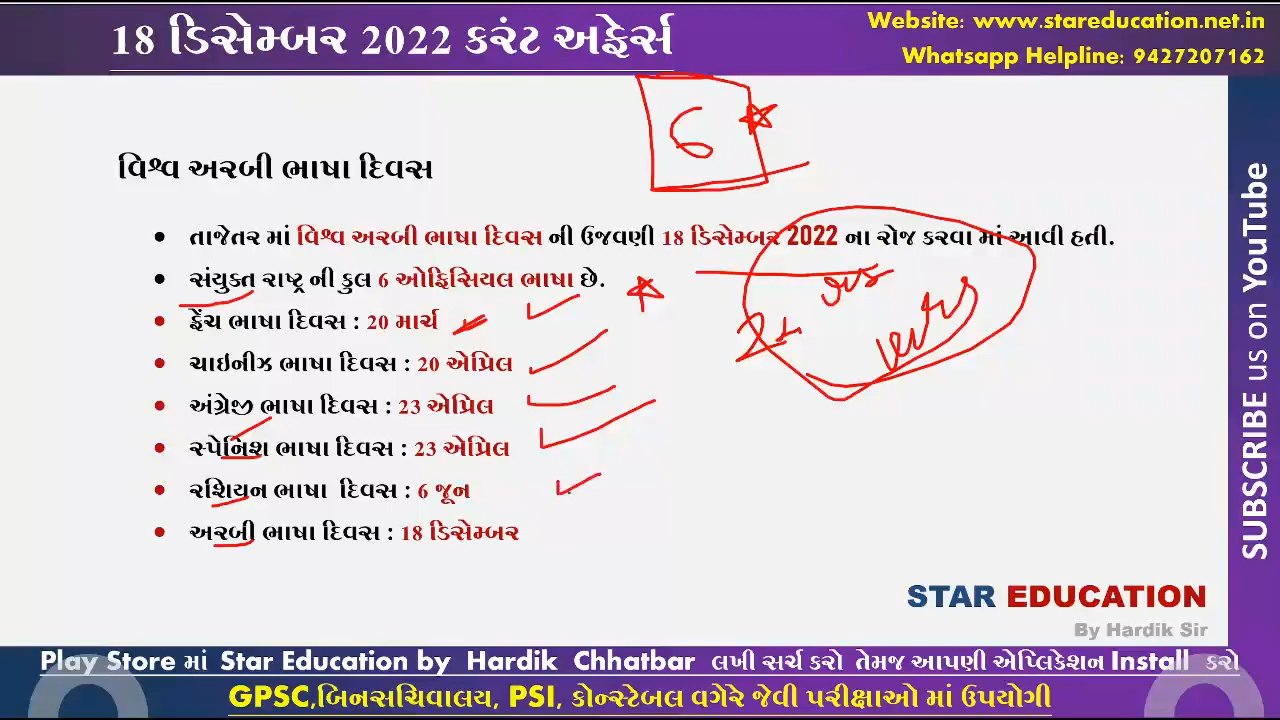 18 ડિસેમ્બર 2022 કરંટ અફેર્સ
Website: www.stareducation.net.in
Whatsapp Helpline: 9427207162
6
વિશ્વ અરબી ભાષા દિવસ
• તાજેતર માં વિશ્વ અરબી ભાષા દિવસ ની ઉજવણી 18 ડિસેમ્બર 2022 ના રોજ કરવા માં આવી હતી.
• સંયુક્ત રાષ્ટ્ર ની કુલ 6 ઓફિસિયલ ભાષા છે.
• ફ્રેંચ ભાષા દિવસ : 20 માર્ચ
• ચાઇનીઝ ભાષા દિવસ : 20 એપ્રિલ
• અંગ્રેજી ભાષા દિવસ : 23 એપ્રિલ
• સ્પેનિશ ભાષા દિવસ : 23 એપ્રિલ
• રશિયન ભાષા દિવસ : 6 જૂન
• અરબી ભાષા દિવસ : 18 ડિસેમ્બર
STAR EDUCATION
By Hardik Sir
SUBSCRIBE us on YouTube
Play Store માં Star Education by Hardik Chhatbar લખી સર્ચ કરો તેમજ આપણી એપ્લિકેશન Install કરો
GPSC,બિનસચિવાલય, PSI, કોન્સ્ટેબલ વગેરે જેવી પરીક્ષાઓ માં ઉપયોગી